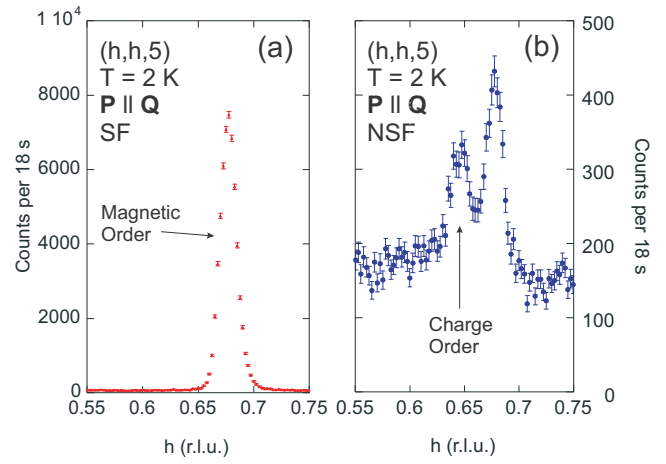 1 10⁴
8000
6000
4000
2000
0
0.55
0.6
0.65
0.7
0.75
h (r.l.u.)
Counts per 18 s
(h,h,5)
T = 2 K
P || Q
SF
(a)
Magnetic
Order
(h,h,5)
T = 2 K
P || Q
NSF
(b)
Charge
Order
500
400
300
200
100
0
0.55
0.6
0.65
0.7
0.75
h (r.l.u.)
Counts per 18 s